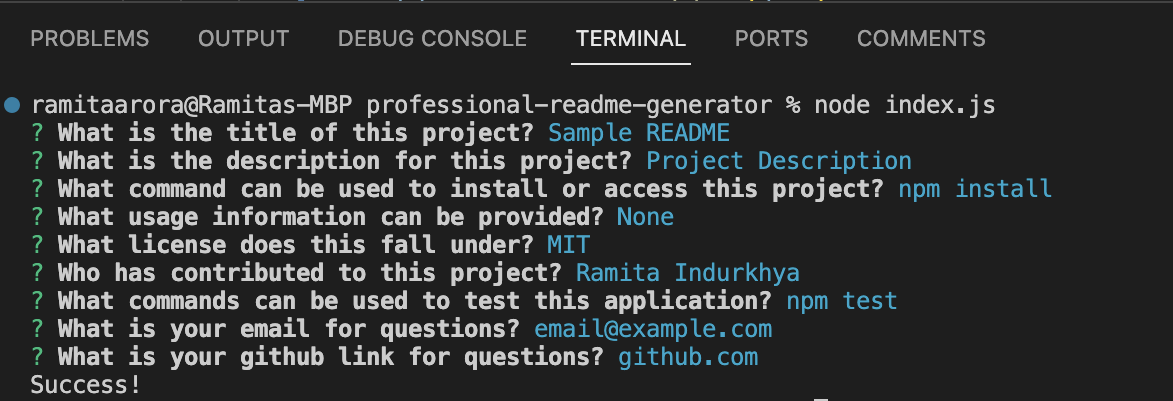 PROBLEMS OUTPUT DEBUG CONSOLE TERMINAL PORTS COMMENTS
ramitaarora@Ramitas-MBP professional-readme-generator % node index.js
? What is the title of this project? Sample README
? What is the description for this project? Project Description
? What command can be used to install or access this project? npm install
? What usage information can be provided? None
? What license does this fall under? MIT
? Who has contributed to this project? Ramita Indurkhya
? What commands can be used to test this application? npm test
? What is your email for questions? email@example.com
? What is your github link for questions? github.com
Success!